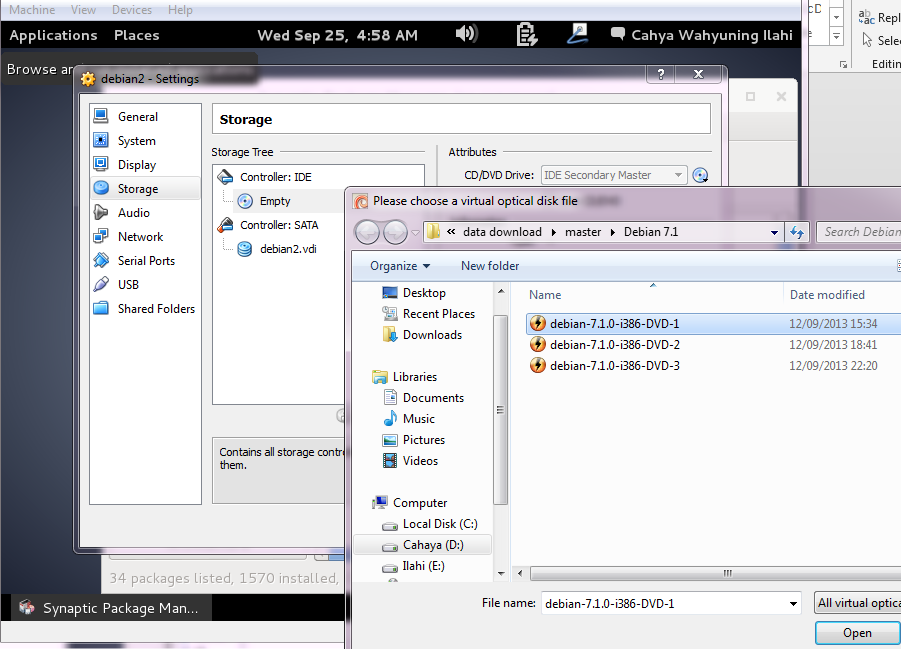 Machine View Devices Help
Applications Places Wed Sep 25, 4:58 AM Cahya Wahyuning Ilahi
Browse an
debian2 - Settings
General
System
Display
Storage
Audio
Network
Serial Ports
USB
Shared Folders
Storage
Storage Tree
Controller: IDE
Empty
Controller: SATA
debian2.vdi
Attributes
CD/DVD Drive: IDE Secondary Master
Contains all storage contro
them.
Please choose a virtual optical disk file
« data download master Debian 7.1
Search Debian
Organize New folder
Desktop
Recent Places
Downloads
Libraries
Documents
Music
Pictures
Videos
Computer
Local Disk (C:)
Cahaya (D:)
Ilahi (E:)
Name Date modified
debian-7.1.0-i386-DVD-1 12/09/2013 15:34
debian-7.1.0-i386-DVD-2 12/09/2013 18:41
debian-7.1.0-i386-DVD-3 12/09/2013 22:20
File name: debian-7.1.0-i386-DVD-1 All virtual optica
Open
34 packages listed, 1570 installed,
Synaptic Package Man...
Repl
Selec
Editin